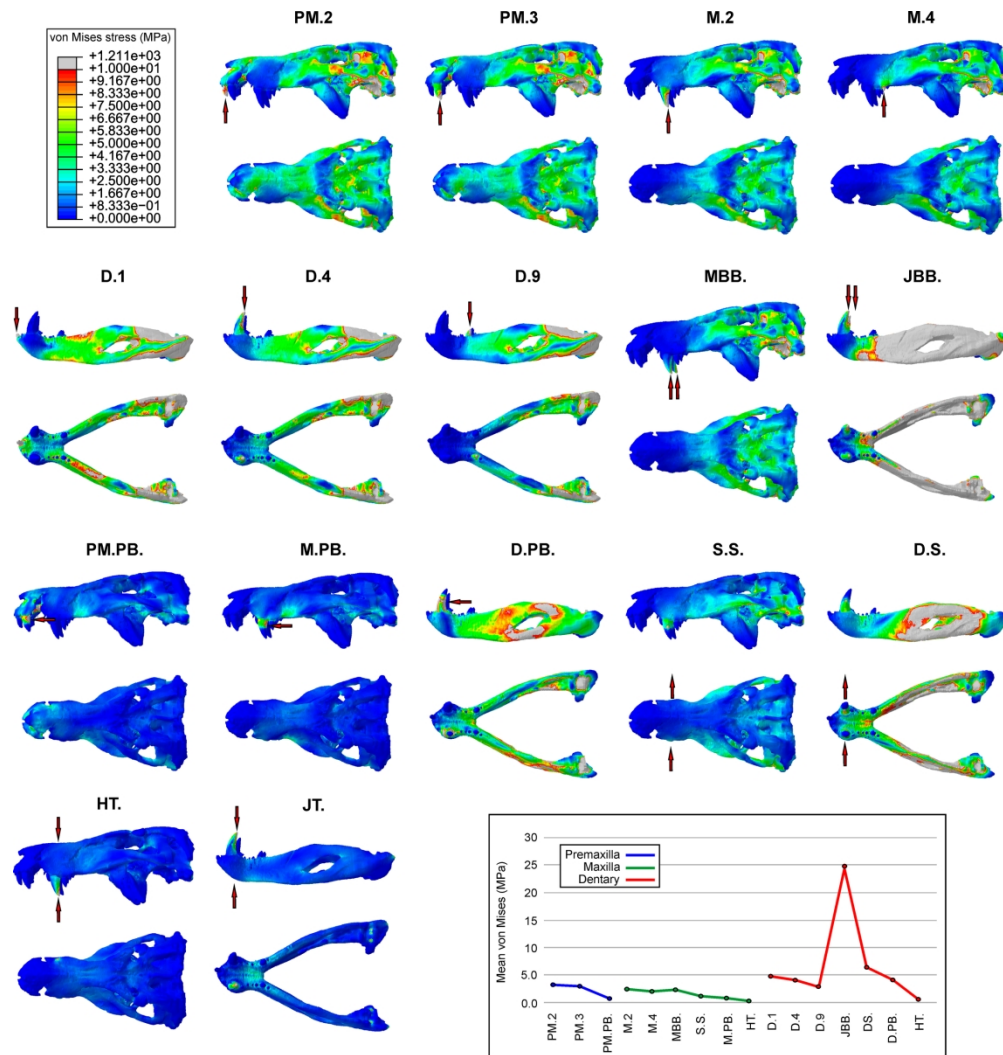 PM.2
PM.3
M.2
M.4
von Mises stress (MPa)
+1.211e+03
+1.000e+01
+9.167e+00
+8.333e+00
+7.500e+00
+6.667e+00
+5.833e+00
+5.000e+00
+4.167e+00
+3.333e+00
+2.500e+00
+1.667e+00
+8.333e−01
+0.000e+00
D.1
D.4
D.9
MBB.
JBB.
PM.PB.
M.PB.
D.PB.
S.S.
D.S.
HT.
JT.
Mean von Mises (MPa)
30
25
20
15
10
5.0
0.0
Premaxilla
Maxilla
Dentary
PM.2
PM.3
PM.PB.
M.2
M.4
MBB.
S.S.
M.PB.
HT.
D.1
D.4
D.9
JBB.
DS.
D.PB.
HT.